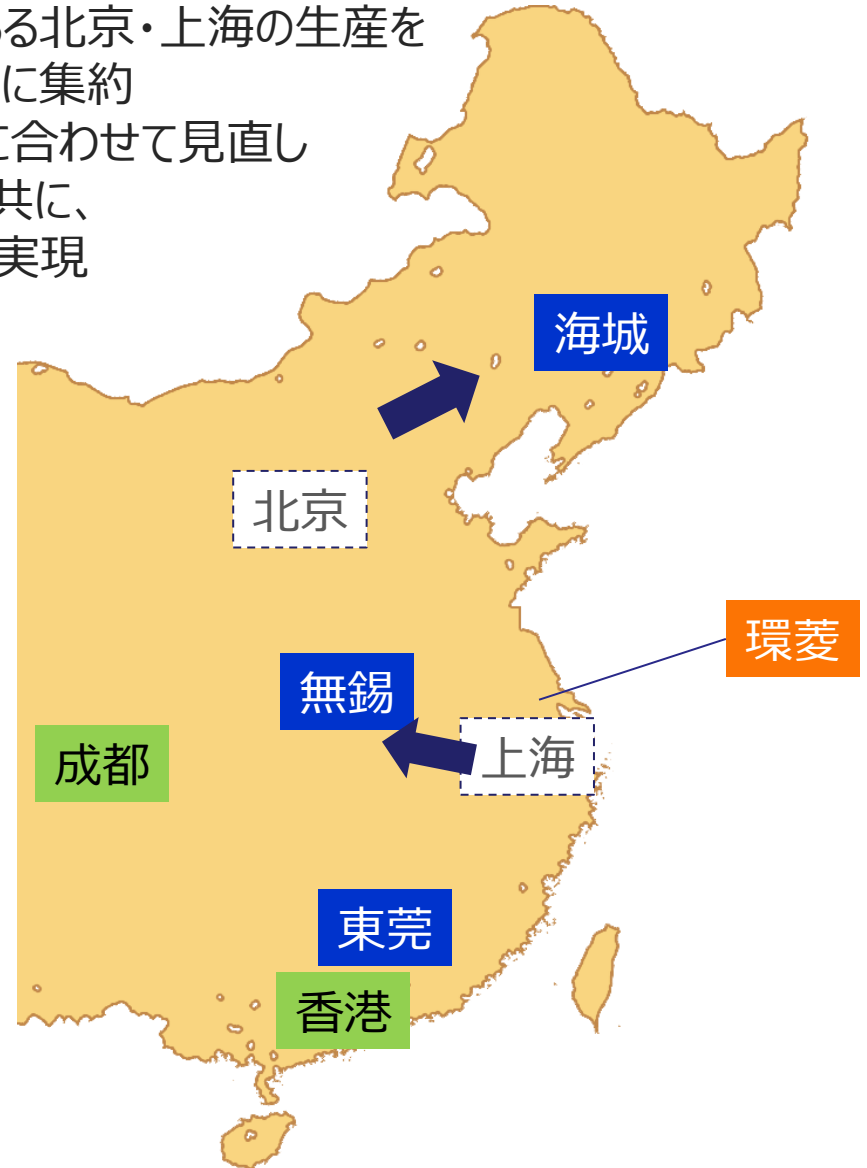 ある北京・上海の生産を
に集約
に合わせて見直し
共に、
実現
海城
北京
環菱
無錫
上海
成都
東莞
香港